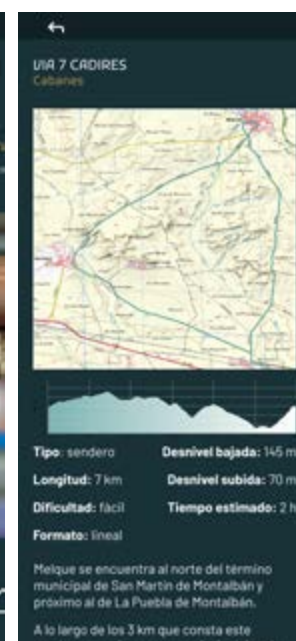 VIA 7 CADIRES
Cabanes
Tipo: sendero
Desnivel bajada: 145 m
Longitud: 7 km
Desnivel subida: 70 m
Dificultad: fácil
Tiempo estimado: 2 h
Formato: lineal
Melque se encuentra al norte del término
municipal de San Martín de Montalbán y
próximo al de La Puebla de Montalbán.
A lo largo de los 3 km que consta este